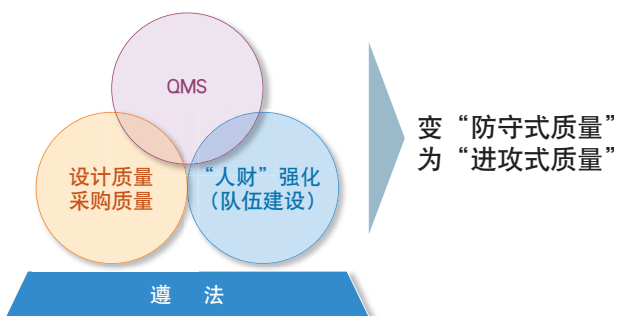 QMS
设计质量
采购质量
“人财”强化
（队伍建设）
遵 法
变“防守式质量”
为“进攻式质量”